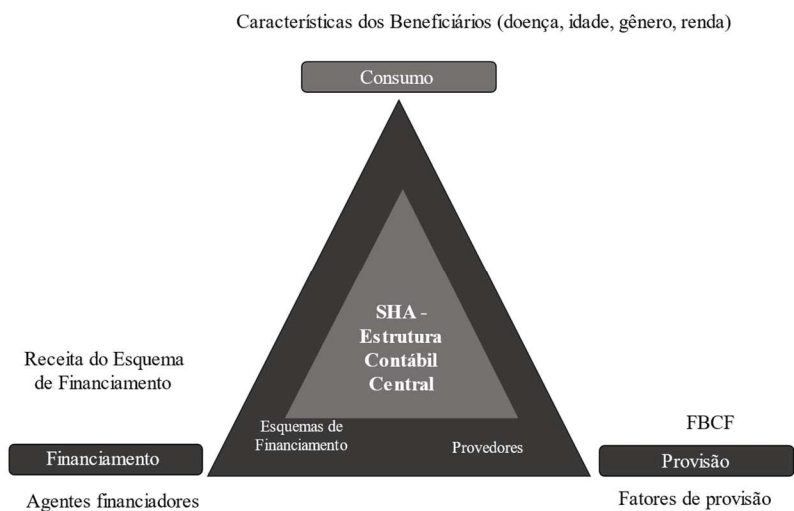 Características dos Beneficiários (doença, idade, gênero, renda)
Consumo
SHA -
Estrutura
Contábil
Central
Receita do Esquema
de Financiamento
Esquemas de
Financiamento
Provedores
FBCF
Financiamento
Provisão
Agentes financiadores
Fatores de provisão